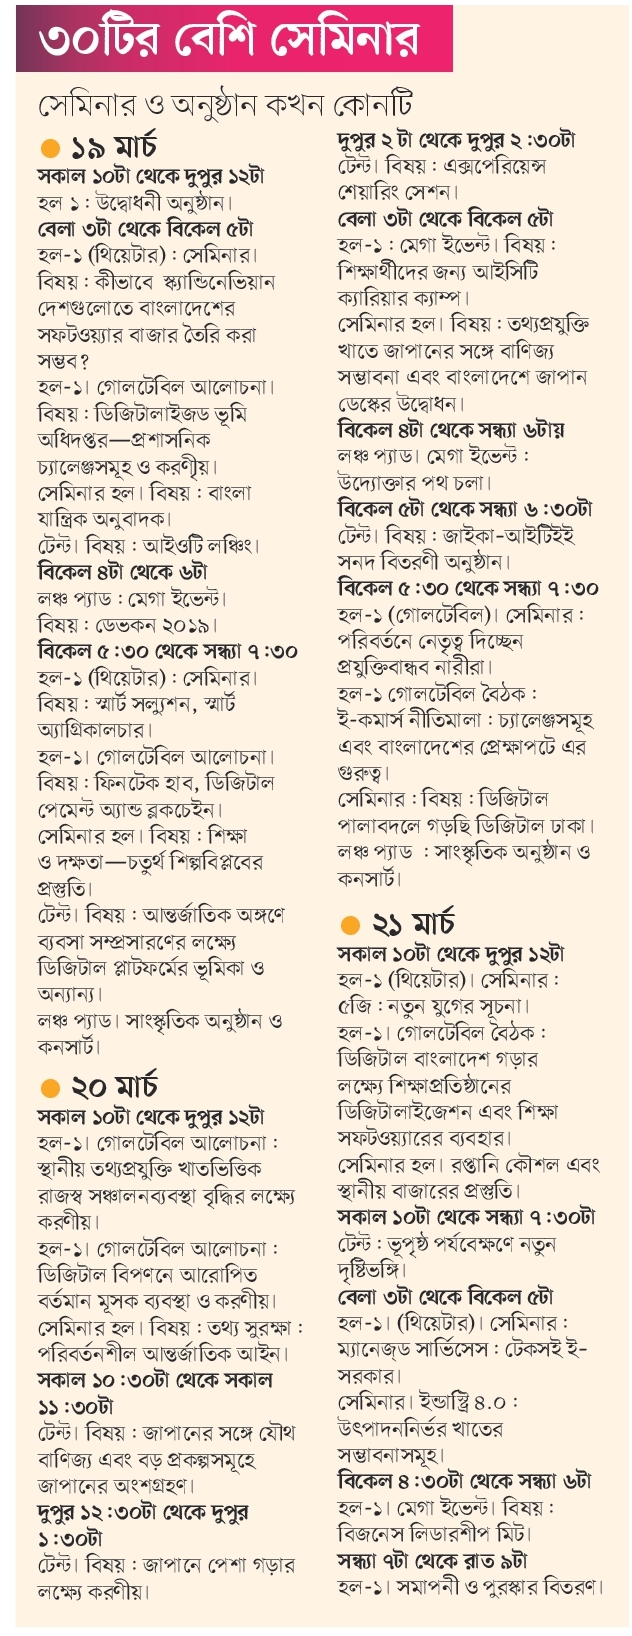 ৩০টির বেশি সেমিনার
সেমিনার ও অনুষ্ঠান কখন কোনটি
১৯ মার্চ
সকাল ১০টা থেকে দুপুর ১২টা
হল ১ : উদ্বোধনী অনুষ্ঠান।
বেলা ৩টা থেকে বিকেল ৫টা
হল-১ (থিয়েটার) : সেমিনার।
বিষয় : কীভাবে স্ক্যান্ডিনেভিয়ান
দেশগুলোতে বাংলাদেশের
সফটওয়্যার বাজার তৈরি করা
সম্ভব?
হল-১। গোলটেবিল আলোচনা।
বিষয় : ডিজিটালাইজড ভূমি
অধিদপ্তর—প্রশাসনিক
চ্যালেঞ্জসমূহ ও করণীয়।
সেমিনার হল। বিষয় : বাংলা
যান্ত্রিক অনুবাদক।
টেন্ট। বিষয় : আইওটি লঞ্চিং।
বিকেল ৪টা থেকে ৬টা
লঞ্চ প্যাড : মেগা ইভেন্ট।
বিষয় : ডেভকন ২০১৯।
বিকেল ৫ :৩০ থেকে সন্ধ্যা ৭ :৩০
হল-১ (থিয়েটার) : সেমিনার।
বিষয় : স্মার্ট সল্যুশন, স্মার্ট
অ্যাগ্রিকালচার।
হল-১। গোলটেবিল আলোচনা।
বিষয় : ফিনটেক হাব, ডিজিটাল
পেমেন্ট অ্যান্ড ব্লকচেইন।
সেমিনার হল। বিষয় : শিক্ষা
ও দক্ষতা—চতুর্থ শিল্পবিপ্লবের
প্রস্তুতি।
টেন্ট। বিষয় : আন্তর্জাতিক অঙ্গণে
ব্যবসা সম্প্রসারণের লক্ষ্যে
ডিজিটাল প্লাটফর্মের ভূমিকা ও
অন্যান্য।
লঞ্চ প্যাড। সাংস্কৃতিক অনুষ্ঠান ও
কনসার্ট।
২০ মার্চ
সকাল ১০টা থেকে দুপুর ১২টা
হল-১। গোলটেবিল আলোচনা :
স্থানীয় তথ্যপ্রযুক্তি খাতভিত্তিক
রাজস্ব সঞ্চালনব্যবস্থা বৃদ্ধির লক্ষ্যে
করণীয়।
হল-১। গোলটেবিল আলোচনা :
ডিজিটাল বিপণনে আরোপিত
বর্তমান মূসক ব্যবস্থা ও করণীয়।
সেমিনার হল। বিষয় : তথ্য সুরক্ষা :
পরিবর্তনশীল আন্তর্জাতিক আইন।
সকাল ১০ :৩০টা থেকে সকাল
১১ :৩০টা
টেন্ট। বিষয় : জাপানের সঙ্গে যৌথ
বাণিজ্য এবং বড় প্রকল্পসমূহে
জাপানের অংশগ্রহণ।
দুপুর ১২ :৩০টা থেকে দুপুর
১ :৩০টা
টেন্ট। বিষয় : জাপানে পেশা গড়ার
লক্ষ্যে করণীয়।
দুপুর ২ টা থেকে দুপুর ২ :৩০টা
টেন্ট। বিষয় : এক্সপেরিয়েন্স
শেয়ারিং সেশন।
বেলা ৩টা থেকে বিকেল ৫টা
হল-১ : মেগা ইভেন্ট। বিষয় :
শিক্ষার্থীদের জন্য আইসিটি
ক্যারিয়ার ক্যাম্প।
সেমিনার হল। বিষয় : তথ্যপ্রযুক্তি
খাতে জাপানের সঙ্গে বাণিজ্য
সম্ভাবনা এবং বাংলাদেশে জাপান
ডেস্কের উদ্বোধন।
বিকেল ৪টা থেকে সন্ধ্যা ৬টায়
লঞ্চ প্যাড। মেগা ইভেন্ট :
উদ্যোক্তার পথ চলা।
বিকেল ৫টা থেকে সন্ধ্যা ৬ :৩০টা
টেন্ট। বিষয় : জাইকা-আইটিইই
সনদ বিতরণী অনুষ্ঠান।
বিকেল ৫ :৩০ থেকে সন্ধ্যা ৭ :৩০
হল-১ (গোলটেবিল)। সেমিনার :
পরিবর্তনে নেতৃত্ব দিচ্ছেন
প্রযুক্তিবান্ধব নারীরা।
হল-১ গোলটেবিল বৈঠক :
ই-কমার্স নীতিমালা : চ্যালেঞ্জসমূহ
এবং বাংলাদেশের প্রেক্ষাপটে এর
গুরুত্ব।
সেমিনার : বিষয় : ডিজিটাল
পালাবদলে গড়ছি ডিজিটাল ঢাকা।
লঞ্চ প্যাড : সাংস্কৃতিক অনুষ্ঠান ও
কনসার্ট।
২১ মার্চ
সকাল ১০টা থেকে দুপুর ১২টা
হল-১ (থিয়েটার)। সেমিনার :
৫জি : নতুন যুগের সূচনা।
হল-১। গোলটেবিল বৈঠক :
ডিজিটাল বাংলাদেশ গড়ার
লক্ষ্যে শিক্ষাপ্রতিষ্ঠানের
ডিজিটালাইজেশন এবং শিক্ষা
সফটওয়্যারের ব্যবহার।
সেমিনার হল। রপ্তানি কৌশল এবং
স্থানীয় বাজারের প্রস্তুতি।
সকাল ১০টা থেকে সন্ধ্যা ৭ :৩০টা
টেন্ট : ভূপৃষ্ঠ পর্যবেক্ষণে নতুন
দৃষ্টিভঙ্গি।
বেলা ৩টা থেকে বিকেল ৫টা
হল-১। (থিয়েটার)। সেমিনার :
ম্যানেজ্‌ড সার্ভিসেস : টেকসই ই-
সরকার।
সেমিনার। ইন্ডাস্ট্রি ৪.০ :
উৎপাদননির্ভর খাতের
সম্ভাবনাসমূহ।
বিকেল ৪ :৩০টা থেকে সন্ধ্যা ৬টা
হল-১। মেগা ইভেন্ট। বিষয় :
বিজনেস লিডারশীপ মিট।
সন্ধ্যা ৭টা থেকে রাত ৯টা
হল-১। সমাপনী ও পুরস্কার বিতরণ।